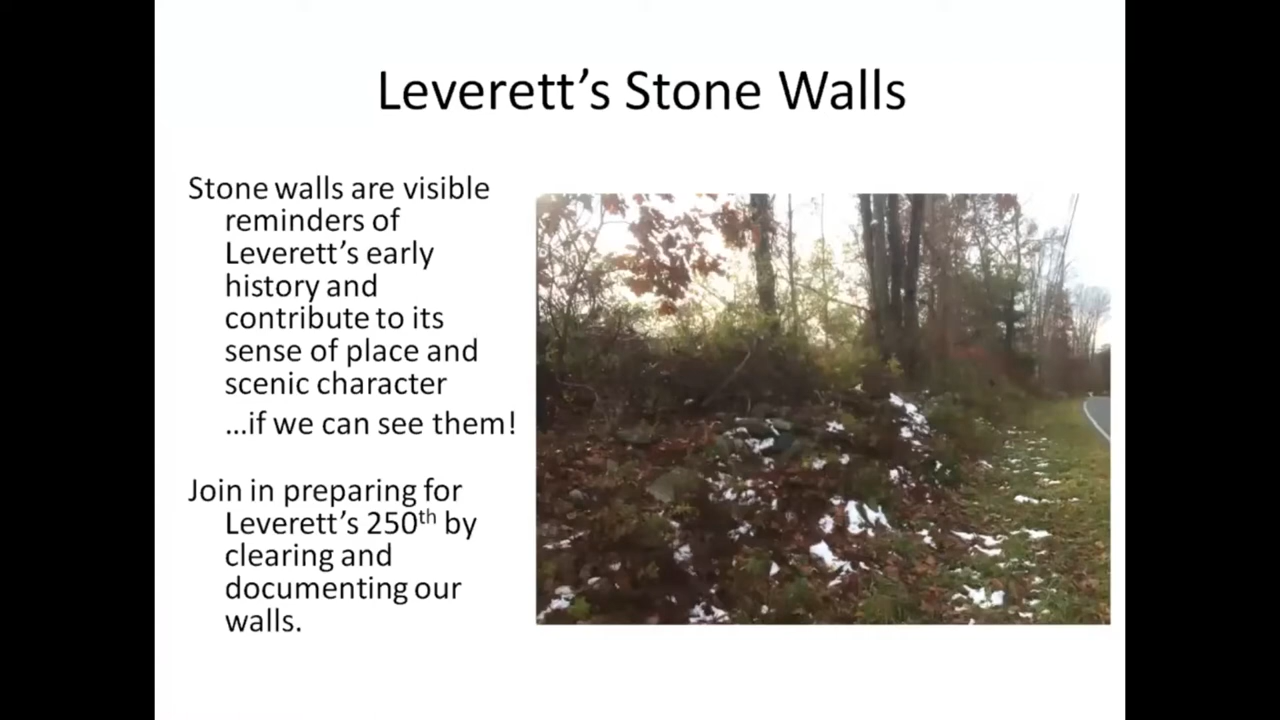 Leverett’s Stone Walls
Stone walls are visible
reminders of
Leverett’s early
history and
contribute to its
sense of place and
scenic character
…if we can see them!
Join in preparing for
Leverett’s 250th by
clearing and
documenting our
walls.